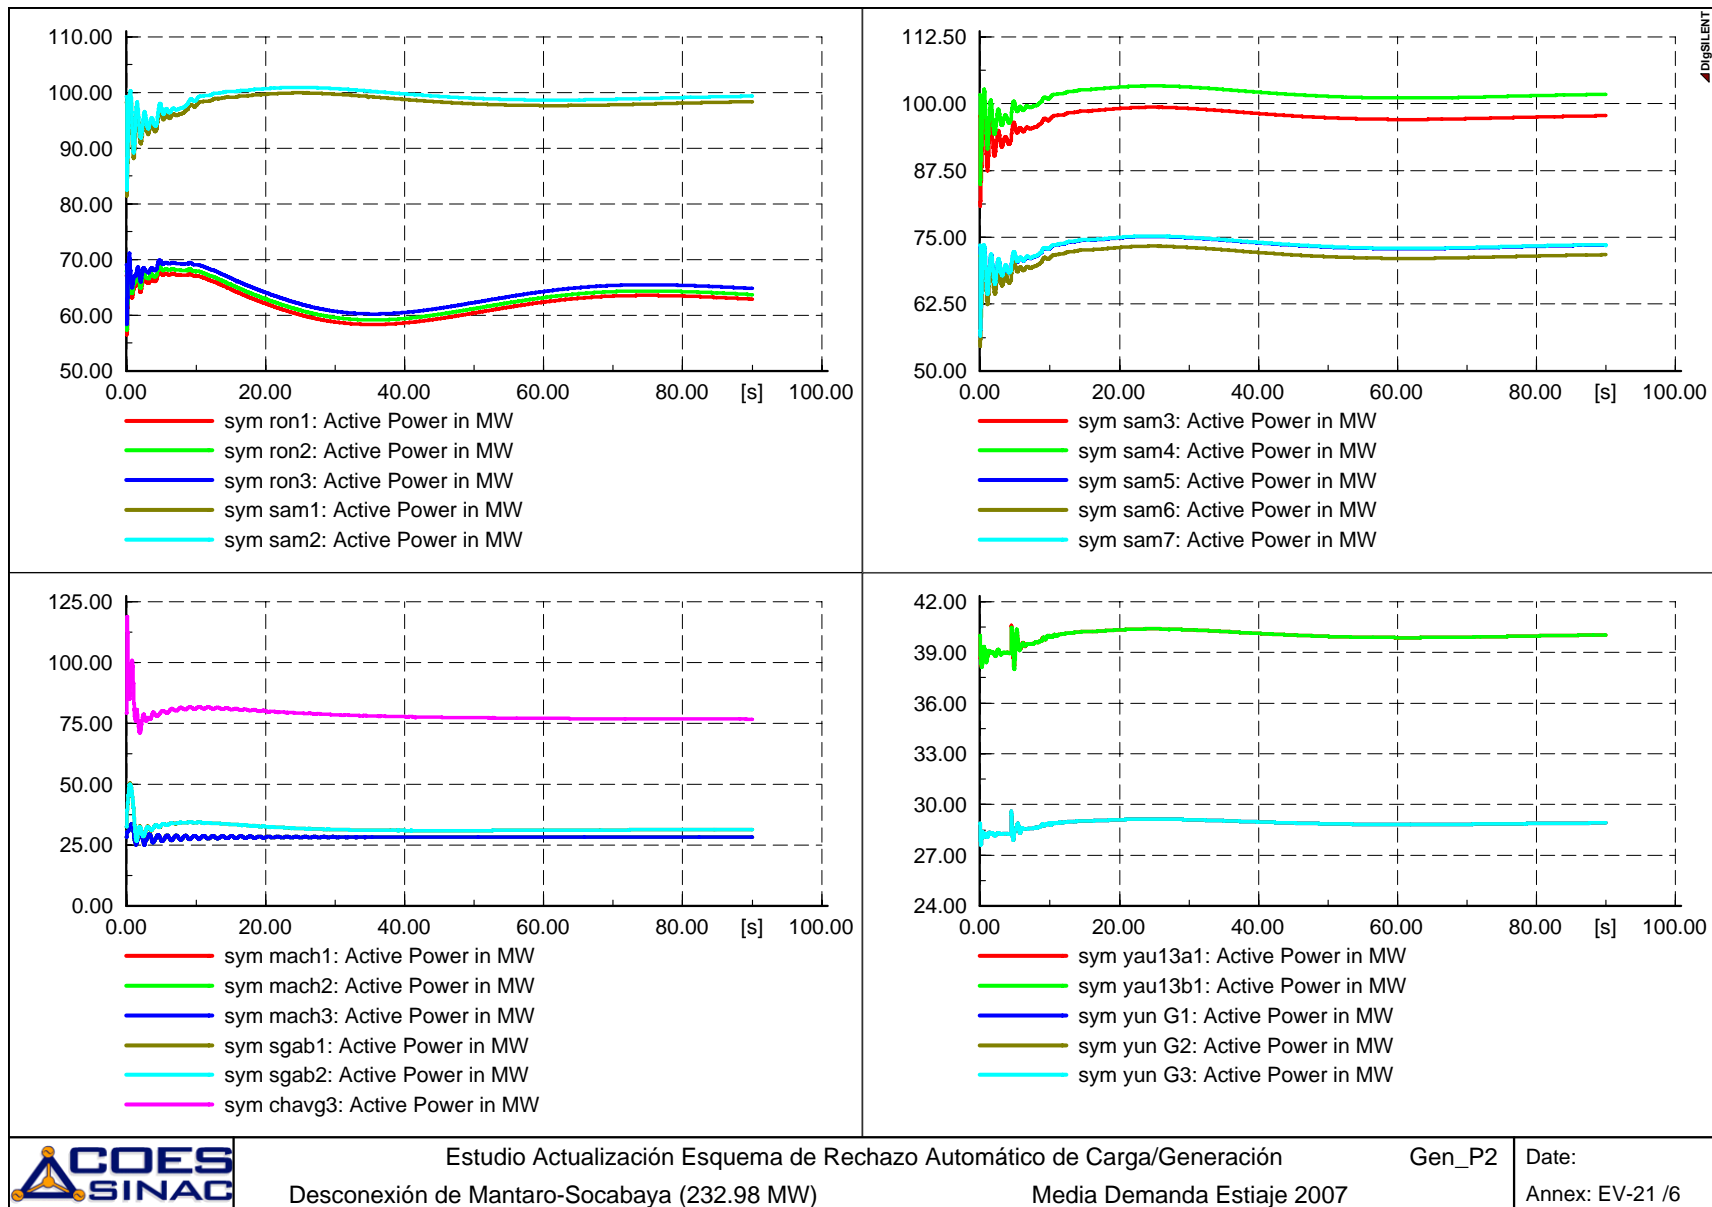 110.00
100.00
90.00
80.00
70.00
60.00
50.00
0.00 20.00 40.00 60.00 80.00 [s] 100.00
sym ron1: Active Power in MW
sym ron2: Active Power in MW
sym ron3: Active Power in MW
sym sam1: Active Power in MW
sym sam2: Active Power in MW
112.50
100.00
87.50
75.00
62.50
50.00
0.00 20.00 40.00 60.00 80.00 [s] 100.00
sym sam3: Active Power in MW
sym sam4: Active Power in MW
sym sam5: Active Power in MW
sym sam6: Active Power in MW
sym sam7: Active Power in MW
DIgSILENT
125.00
100.00
75.00
50.00
25.00
0.00
0.00 20.00 40.00 60.00 80.00 [s] 100.00
sym mach1: Active Power in MW
sym mach2: Active Power in MW
sym mach3: Active Power in MW
sym sgab1: Active Power in MW
sym sgab2: Active Power in MW
sym chavg3: Active Power in MW
42.00
39.00
36.00
33.00
30.00
27.00
24.00
0.00 20.00 40.00 60.00 80.00 [s] 100.00
sym yau13a1: Active Power in MW
sym yau13b1: Active Power in MW
sym yun G1: Active Power in MW
sym yun G2: Active Power in MW
sym yun G3: Active Power in MW
COES
SINAC
Estudio Actualización Esquema de Rechazo Automático de Carga/Generación Gen_P2
Desconexión de Mantaro-Socabaya (232.98 MW) Media Demanda Estiaje 2007
Date:
Annex: EV-21 /6